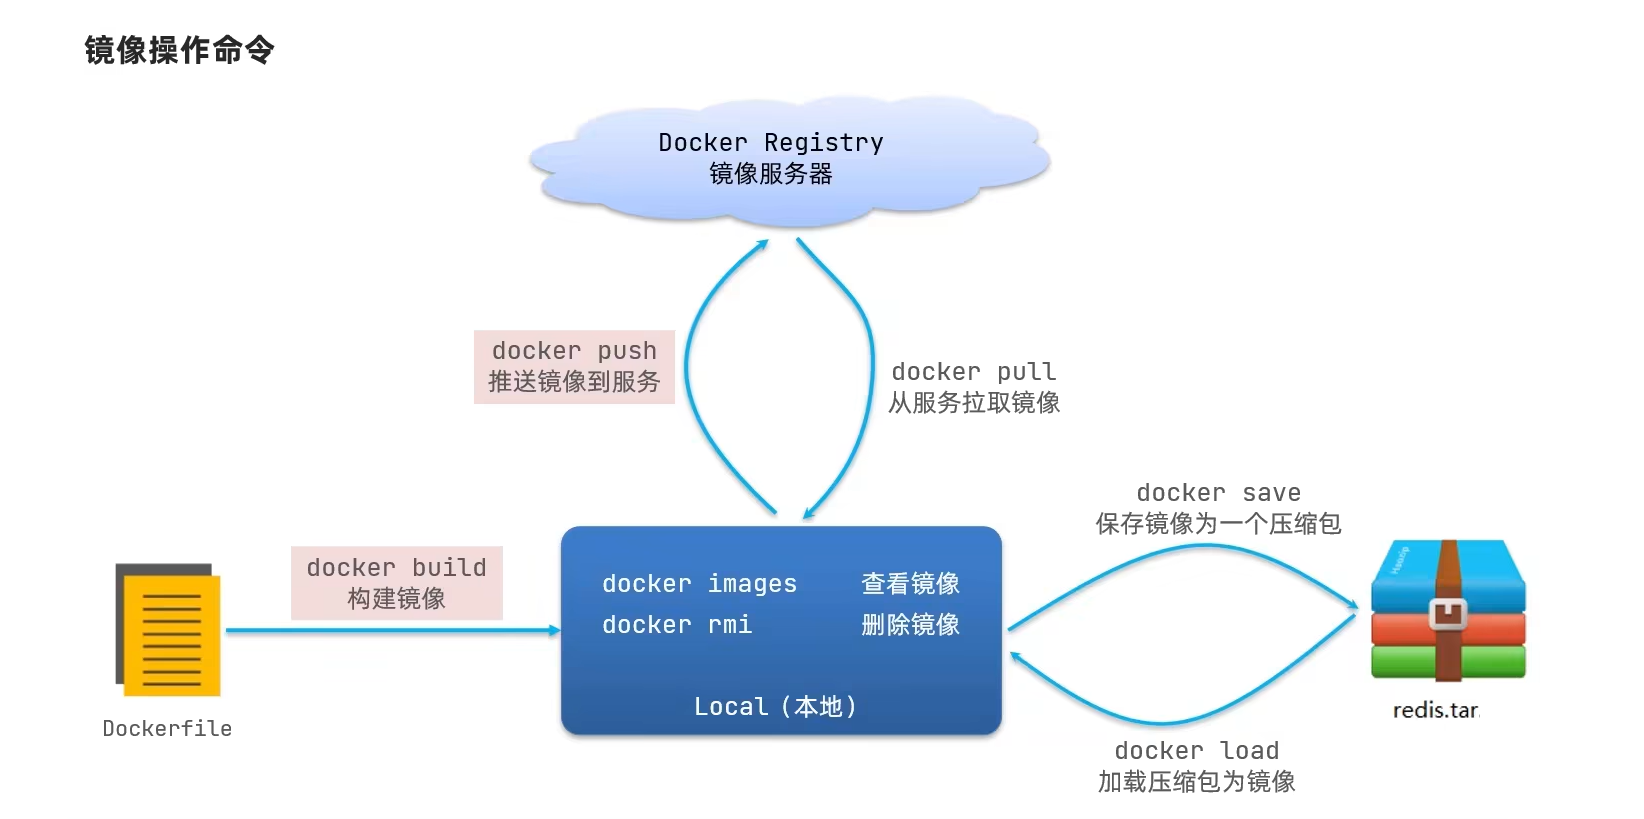 镜像操作命令
Docker Registry
镜像服务器
docker push
推送镜像到服务
docker pull
从服务拉取镜像
docker save
保存镜像为一个压缩包
docker build
构建镜像
docker images 查看镜像
docker rmi 删除镜像
Local（本地）
Haozip
Dockerfile
redis.tar
docker load
加载压缩包为镜像